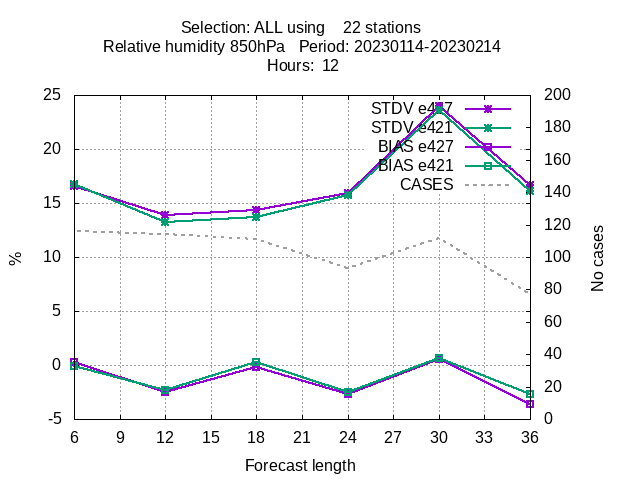 Selection: ALL using 22 stations
Relative humidity 850hPa Period: 20230114-20230214
Hours: 12
25
20
15
10
5
0
-5
%
200
180
160
140
120
100
80
60
40
20
0
No cases
STDV e427
STDV e421
BIAS e427
BIAS e421
CASES
6 9 12 15 18 21 24 27 30 33 36
Forecast length